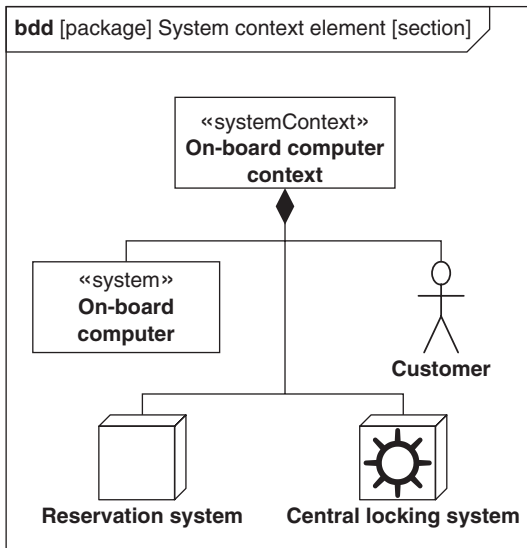 bdd [package] System context element [section]
«systemContext»
On-board computer
context
«system»
On-board
computer
Customer
Reservation system
Central locking system